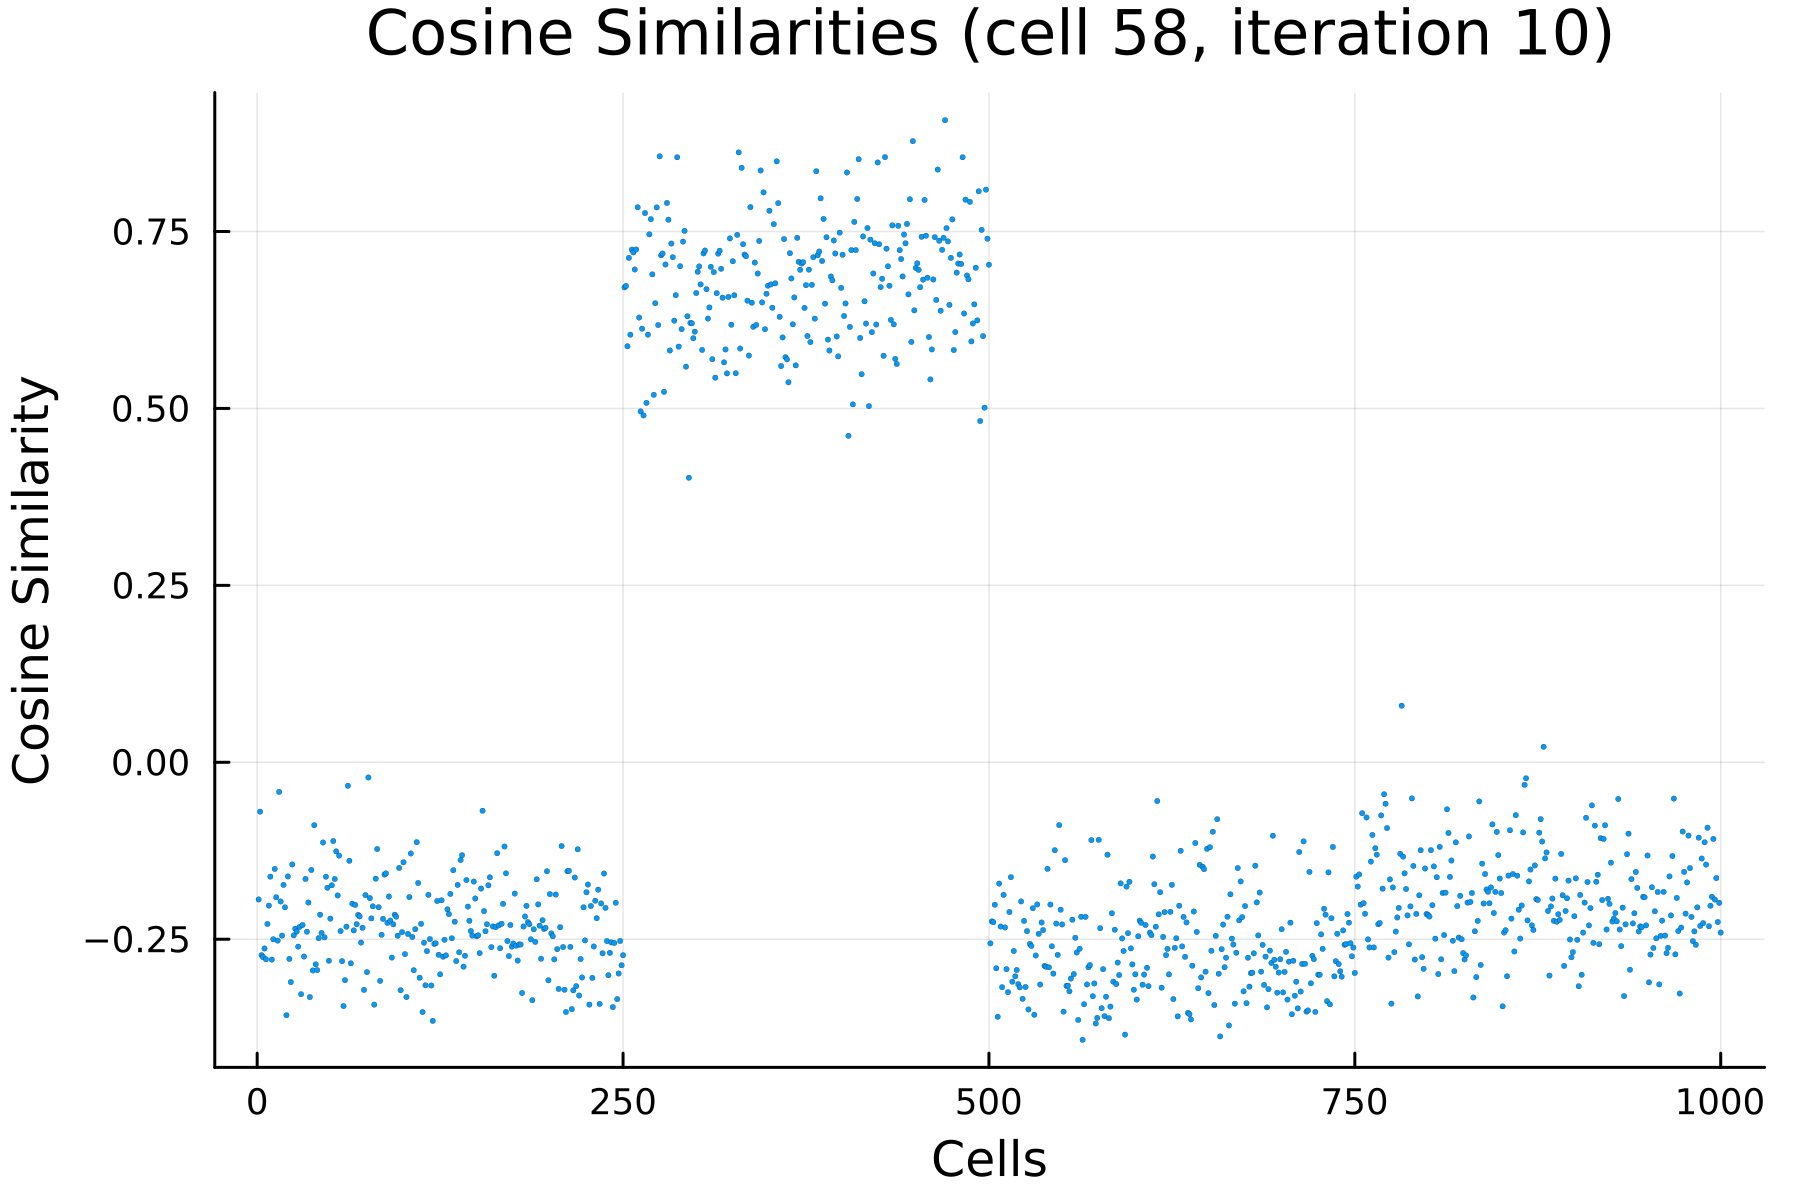 Cosine Similarities (cell 58, iteration 10)
Cosine Similarity
0.75
0.50
0.25
0.00
−0.25
0 250 500 750 1000
Cells